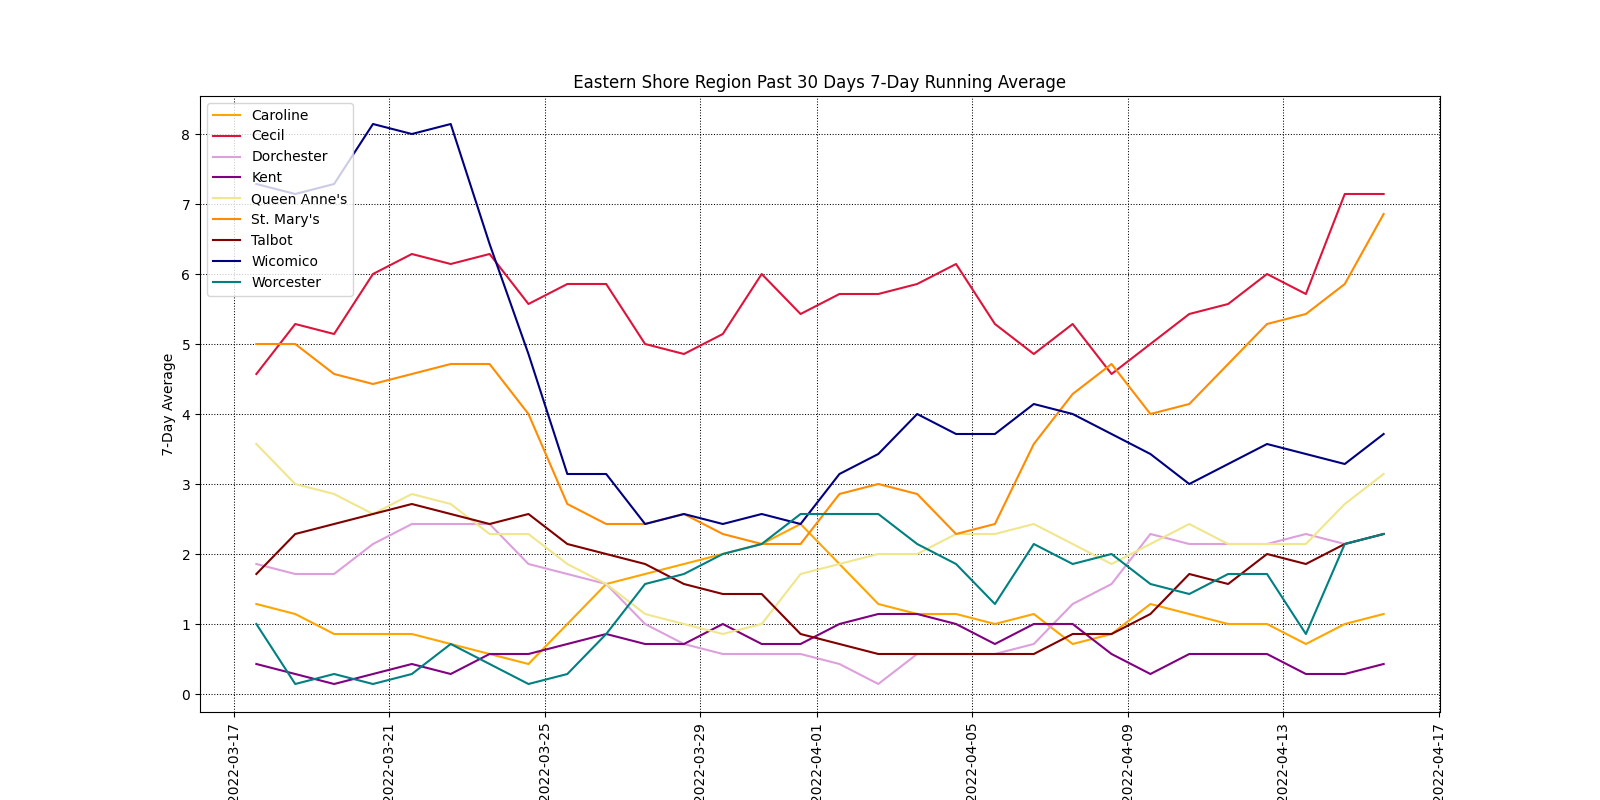 Eastern Shore Region Past 30 Days 7-Day Running Average
Caroline
Cecil
Dorchester
Kent
Queen Anne's
St. Mary's
Talbot
Wicomico
Worcester
7-Day Average
8
7
6
5
4
3
2
1
0
2022-03-17
2022-03-21
2022-03-25
2022-03-29
2022-04-01
2022-04-05
2022-04-09
2022-04-13
2022-04-17